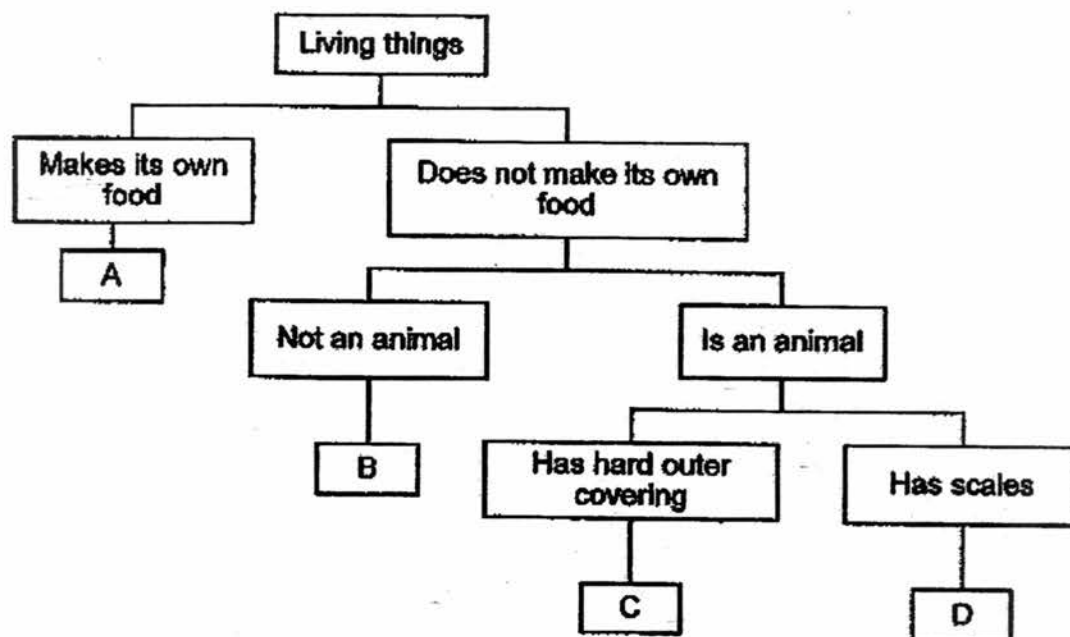 Living things
Makes its own
food
Does not make its own
food
A
Not an animal
Is an animal
B
Has hard outer
covering
Has scales
C
D